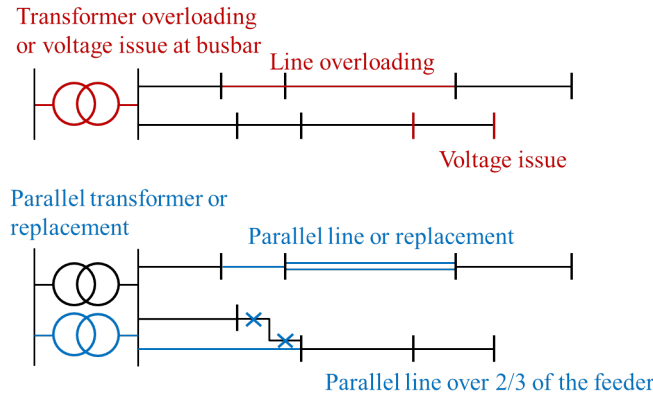 Transformer overloading
or voltage issue at busbar
Line overloading
Voltage issue
Parallel transformer or
replacement
Parallel line or replacement
Parallel line over 2/3 of the feeder